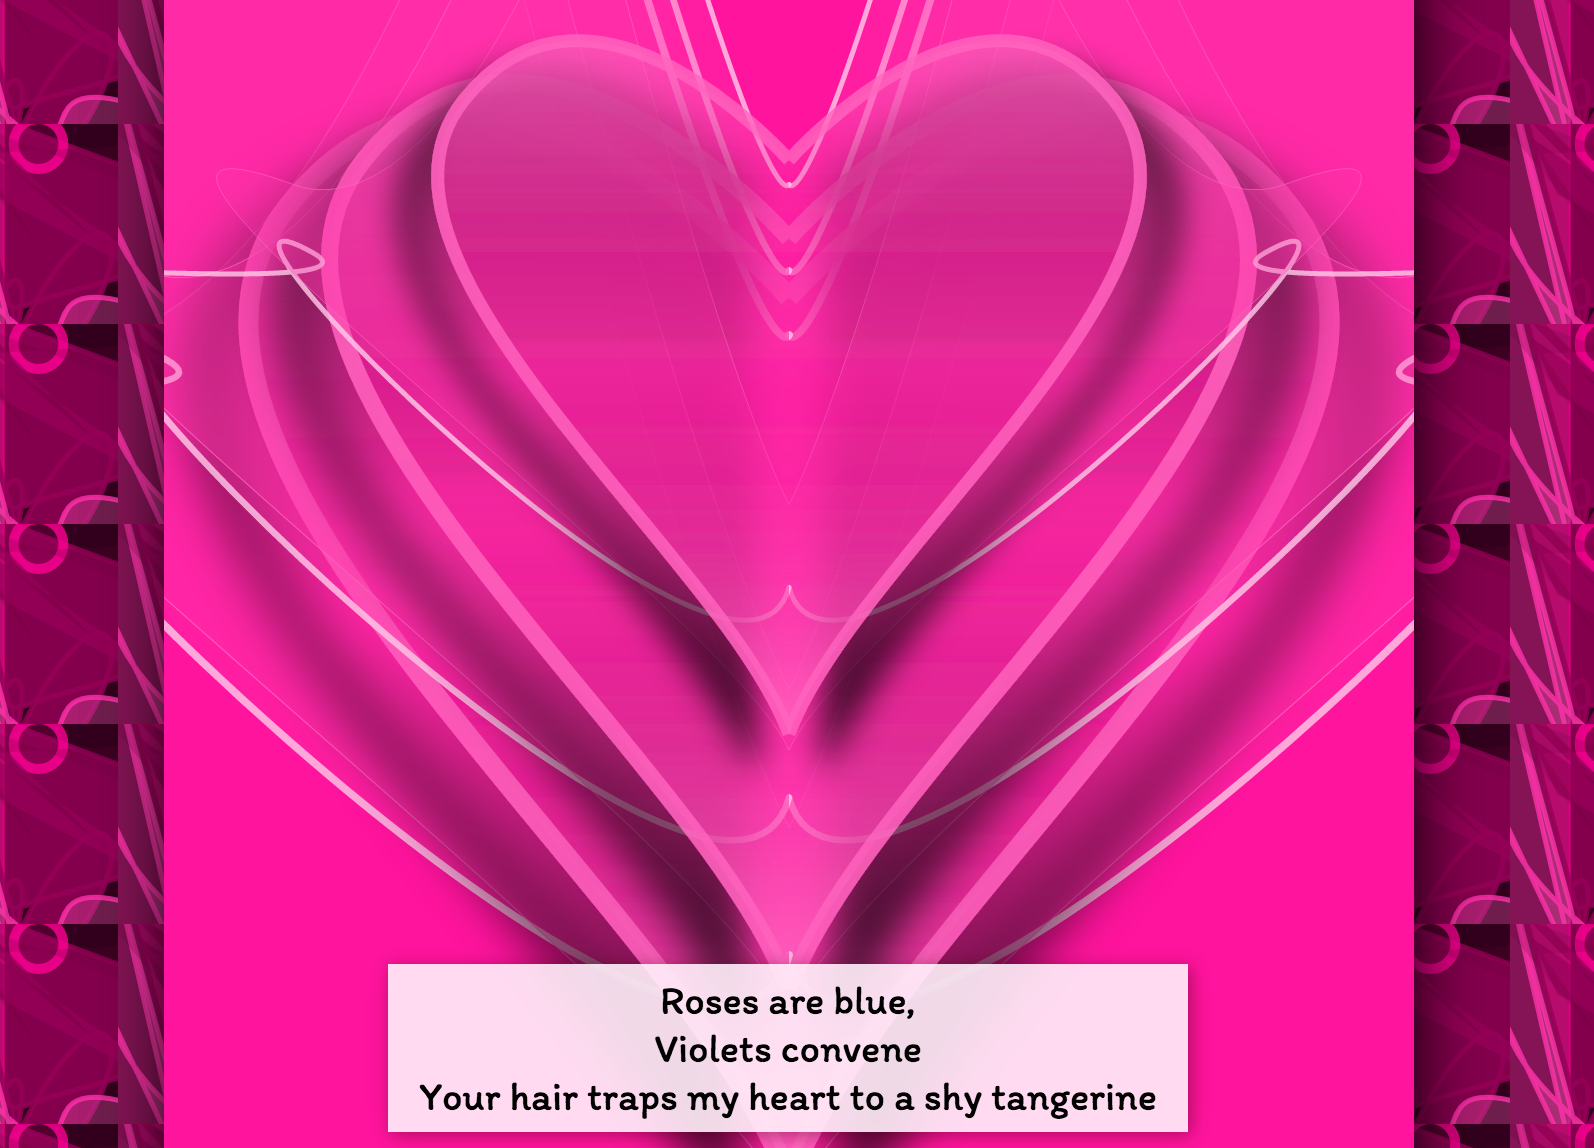 Roses are blue,
Violets convene
Your hair traps my heart to a shy tangerine